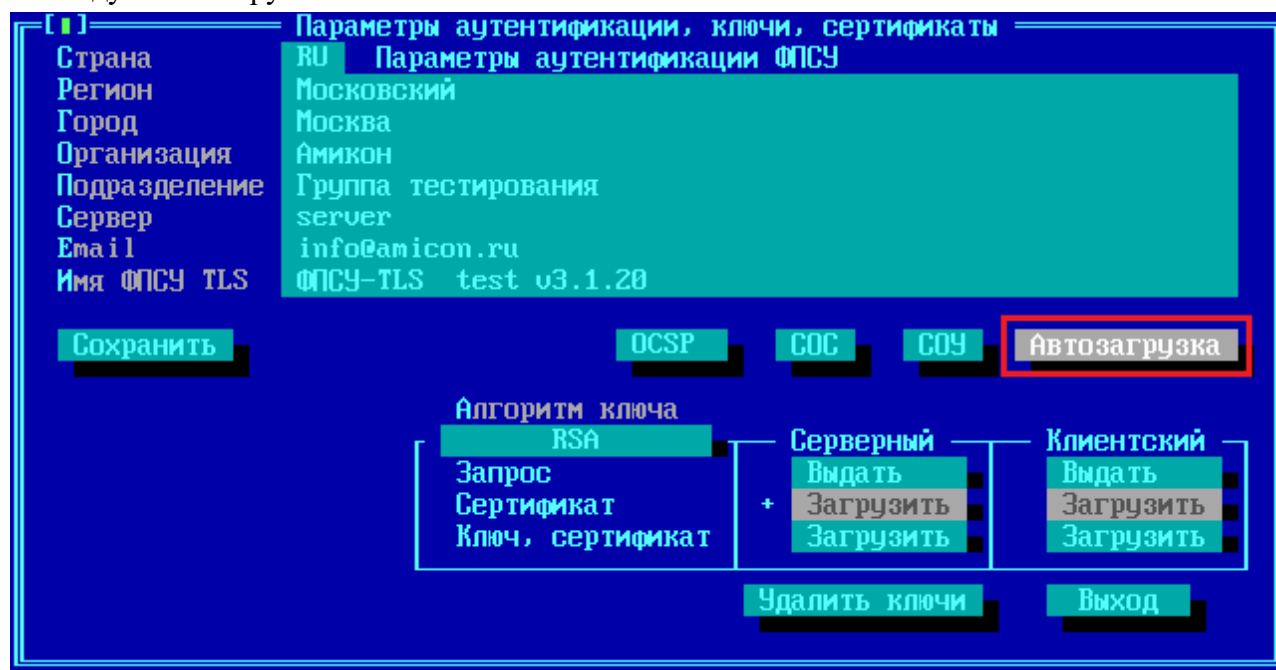 [ ] Параметры аутентификации, ключи, сертификаты
Страна RU Параметры аутентификации ФПСУ
Регион Московский
Город Москва
Организация Амикон
Подразделение Группа тестирования
Сервер server
Email info@amicon.ru
Имя ФПСУ TLS ФПСУ-TLS test v3.1.20
Сохранить OCSP СОС СОУ Автозагрузка
Алгоритм ключа
RSA Серверный Клиентский
Запрос Выдать Выдать
Сертификат + Загрузить Загрузить
Ключ, сертификат Загрузить Загрузить
Удалить ключи Выход